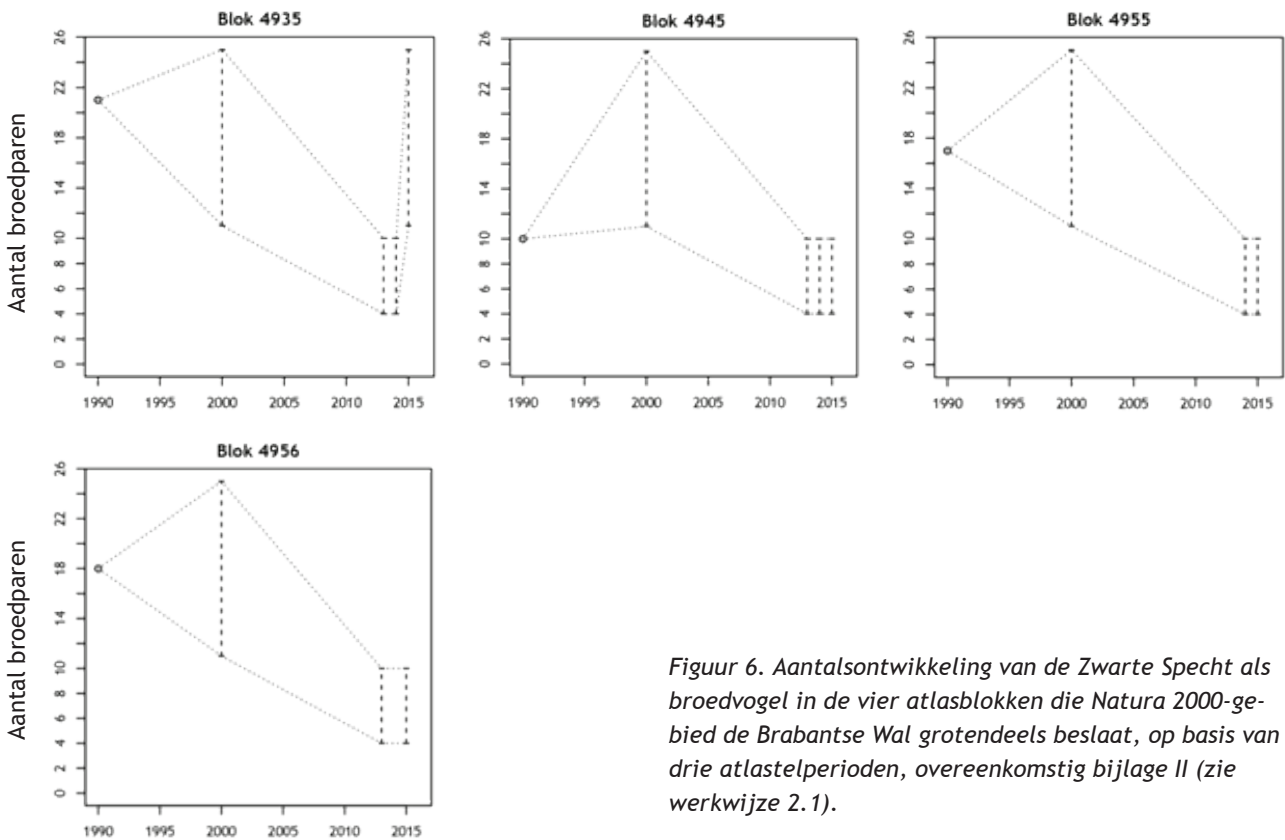 Blok 4935
Blok 4945
Blok 4955
Aantal broedparen
0 2 4 6 8 10 14 18 22 26
0 2 4 6 8 10 14 18 22 26
0 2 4 6 8 10 14 18 22 26
1990 1995 2000 2005 2010 2015
1990 1995 2000 2005 2010 2015
1990 1995 2000 2005 2010 2015
Blok 4956
Aantal broedparen
0 2 4 6 8 10 14 18 22 26
1990 1995 2000 2005 2010 2015
Figuur 6. Aantalsontwikkeling van de Zwarte Specht als
broedvogel in de vier atlasblokken die Natura 2000-ge-
bied de Brabantse Wal grotendeels beslaat, op basis van
drie atlastelperioden, overeenkomstig bijlage II (zie
werkwijze 2.1).